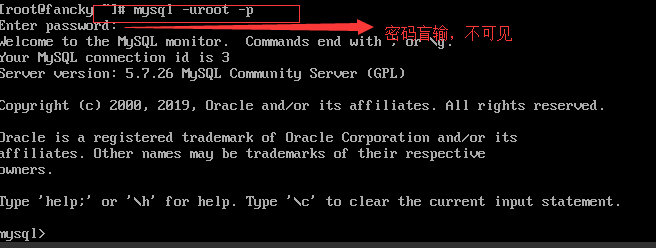 [root@fancky ~]# mysql -uroot -p
Enter password: 密码盲输，不可见
Welcome to the MySQL monitor.  Commands end with ; or \g.
Your MySQL connection id is 3
Server version: 5.7.26 MySQL Community Server (GPL)
Copyright (c) 2000, 2019, Oracle and/or its affiliates. All rights reserved.
Oracle is a registered trademark of Oracle Corporation and/or its
affiliates. Other names may be trademarks of their respective
owners.
Type 'help;' or '\h' for help. Type '\c' to clear the current input statement.
mysql>